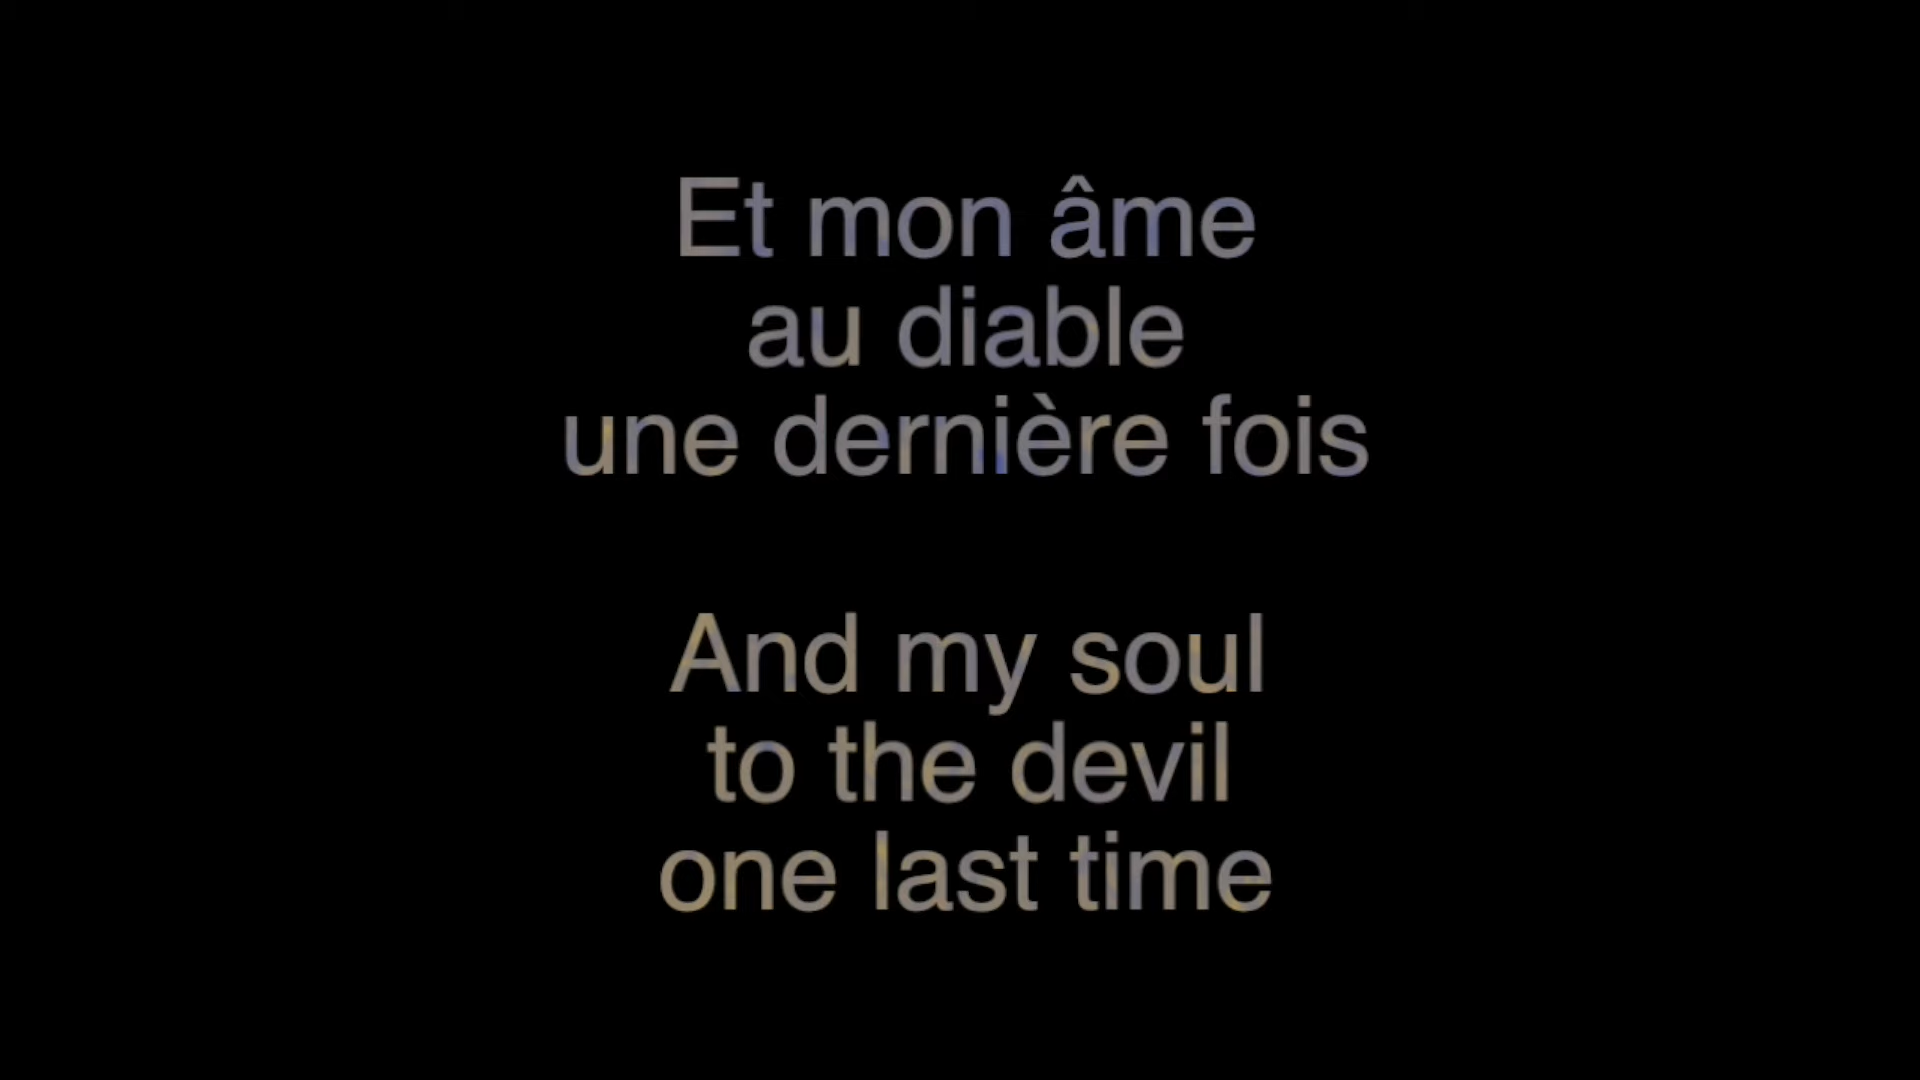 Et mon âme
au diable
une dernière fois
And my soul
to the devil
one last time